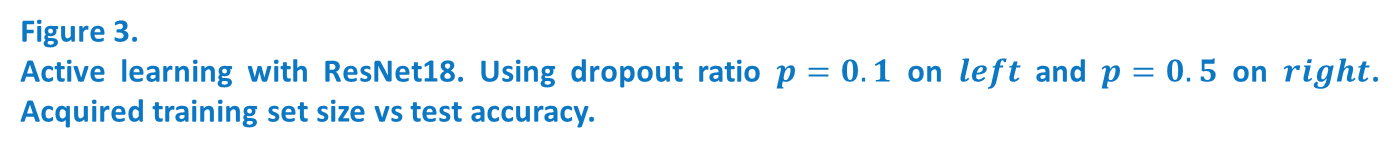 Figure 3.
Active learning with ResNet18. Using dropout ratio p = 0.1 on left and p = 0.5 on right.
Acquired training set size vs test accuracy.